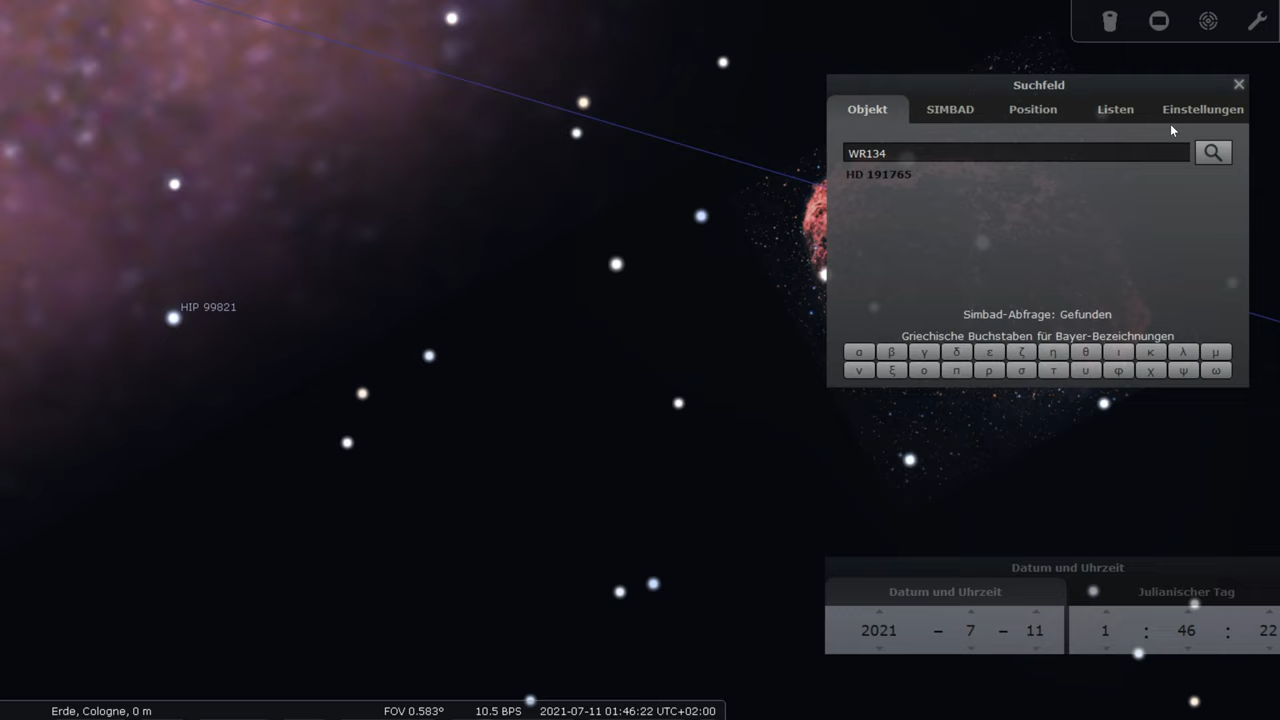 Suchfeld
Objekt SIMBAD Position Listen Einstellungen
WR134
HD 191765
HIP 99821
Simbad-Abfrage: Gefunden
Griechische Buchstaben für Bayer-Bezeichnungen
α β γ δ ε ζ η θ ι κ λ μ
ν ξ ο π ρ σ τ υ φ χ ψ ω
Datum und Uhrzeit
Datum und Uhrzeit Julianischer Tag
2021 – 7 – 11 1 : 46 : 22
Erde, Cologne, 0 m FOV 0.583° 10.5 BPS 2021-07-11 01:46:22 UTC+02:00